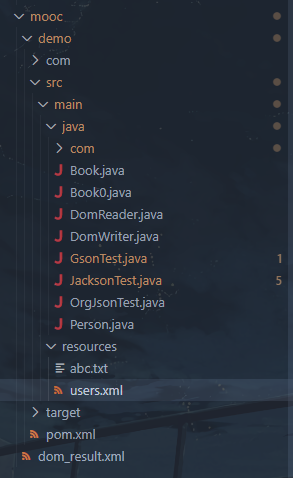 mooc
demo
com
src
main
java
com
Book.java
Book0.java
DomReader.java
DomWriter.java
GsonTest.java 1
JacksonTest.java 5
OrgJsonTest.java
Person.java
resources
abc.txt
users.xml
target
pom.xml
dom_result.xml